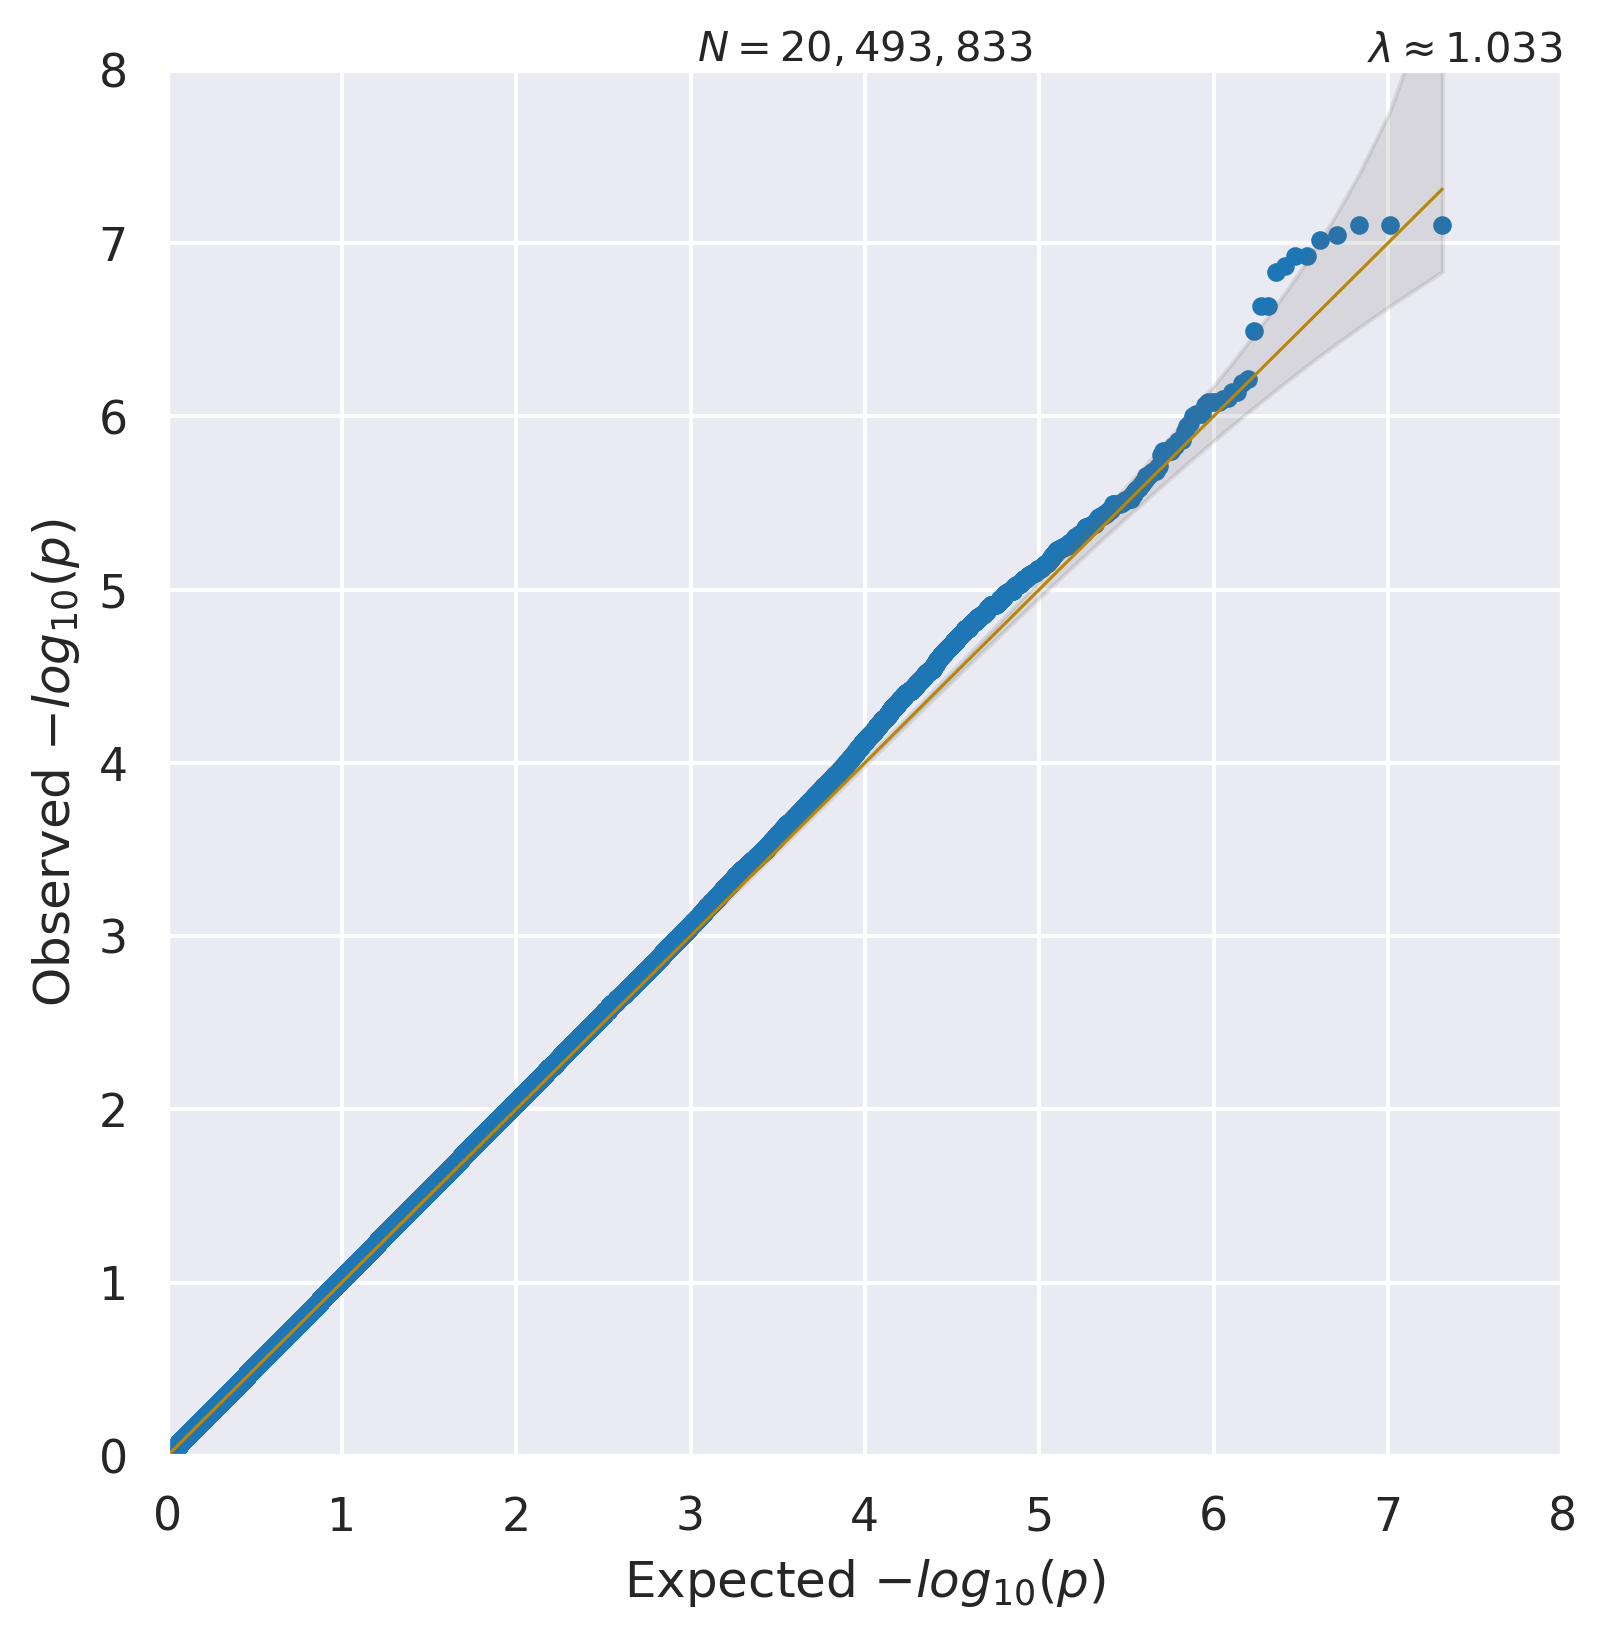 N = 20,493,833
λ ≈ 1.033
8
7
6
5
4
3
2
1
0
Observed −log₁₀(p)
0 1 2 3 4 5 6 7 8
Expected −log₁₀(p)